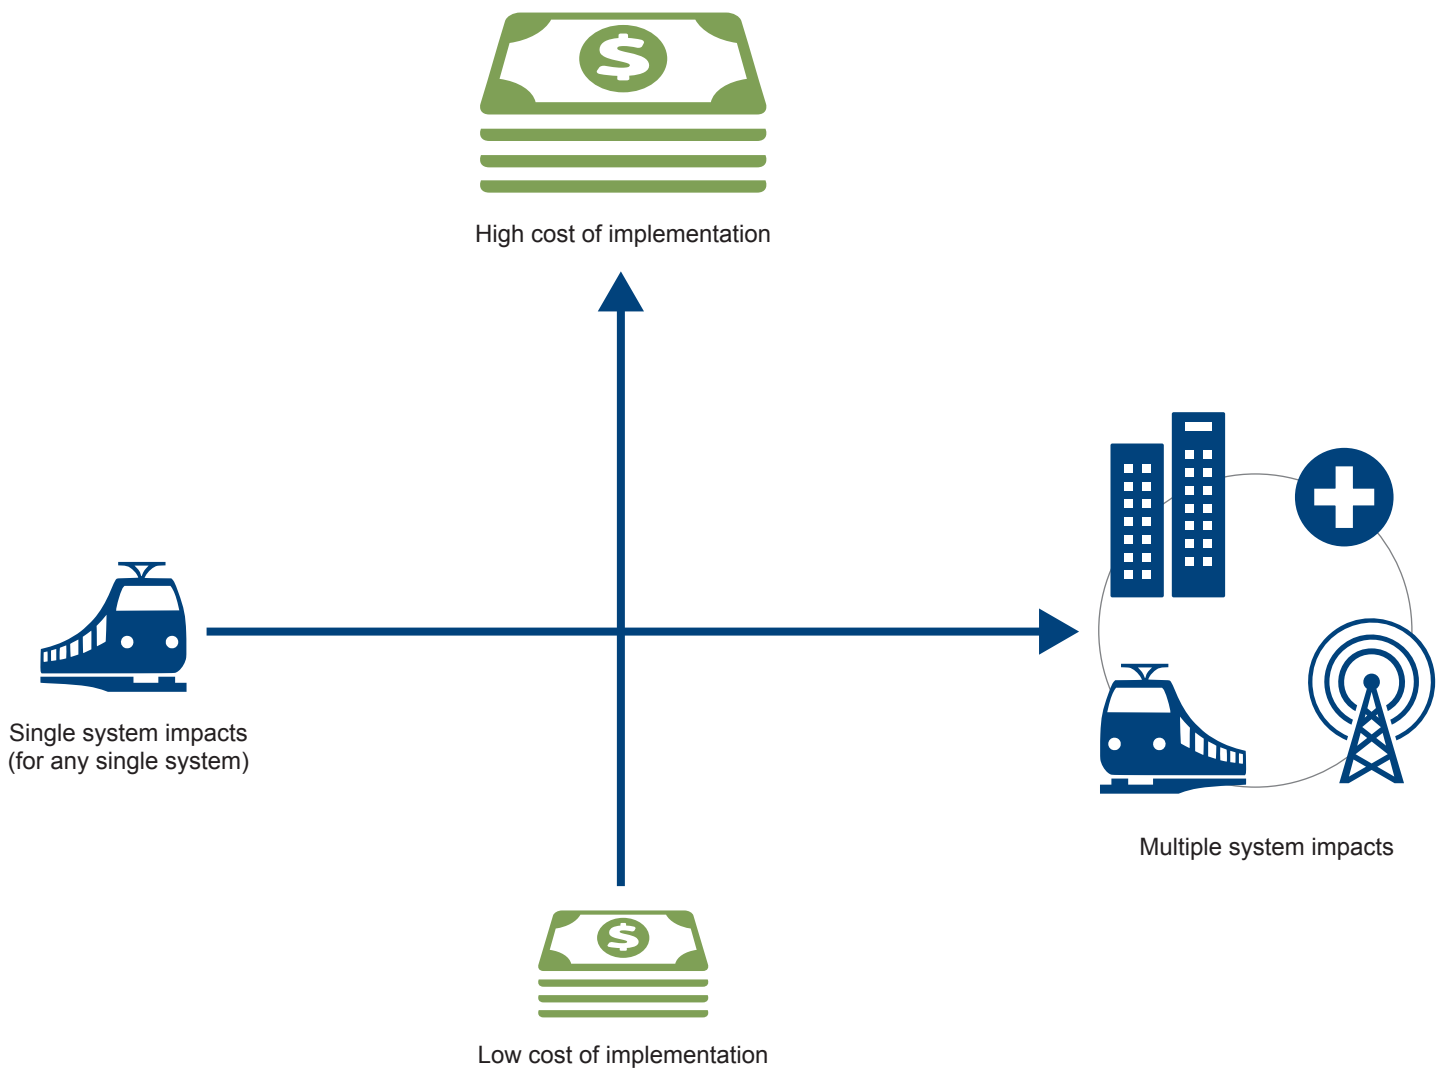 $
High cost of implementation
Single system impacts
(for any single system)
Multiple system impacts
$
Low cost of implementation